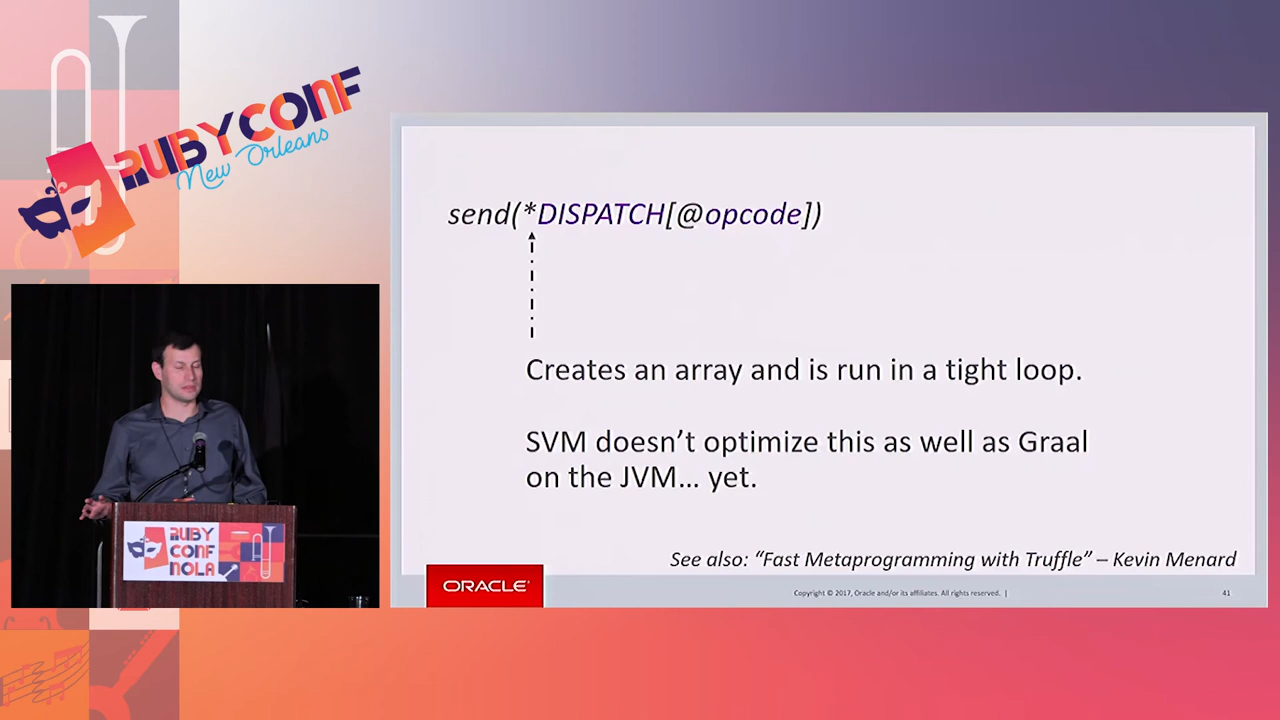 RUBYCONF
New Orleans
send(*DISPATCH[@opcode])
Creates an array and is run in a tight loop.
SVM doesn’t optimize this as well as Graal
on the JVM… yet.
See also: “Fast Metaprogramming with Truffle” – Kevin Menard
ORACLE
Copyright © 2017, Oracle and/or its affiliates. All rights reserved. |
41
RUBY
CONF
NOLA